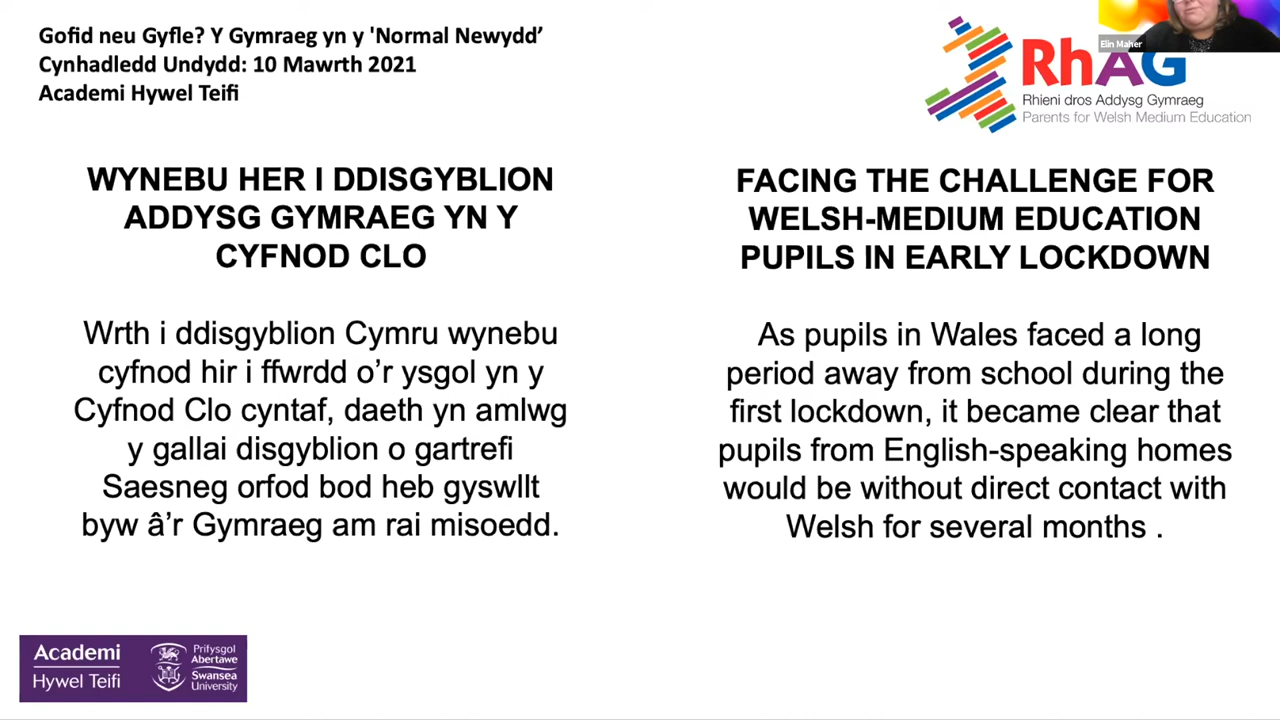 Gofid neu Gyfle? Y Gymraeg yn y 'Normal Newydd’
Cynhadledd Undydd: 10 Mawrth 2021
Academi Hywel Teifi
Elin Maher
RhAG
Rhieni dros Addysg Gymraeg
Parents for Welsh Medium Education
WYNEBU HER I DDISGYBLION
ADDYSG GYMRAEG YN Y
CYFNOD CLO
Wrth i ddisgyblion Cymru wynebu
cyfnod hir i ffwrdd o’r ysgol yn y
Cyfnod Clo cyntaf, daeth yn amlwg
y gallai disgyblion o gartrefi
Saesneg orfod bod heb gyswllt
byw â’r Gymraeg am rai misoedd.
FACING THE CHALLENGE FOR
WELSH-MEDIUM EDUCATION
PUPILS IN EARLY LOCKDOWN
As pupils in Wales faced a long
period away from school during the
first lockdown, it became clear that
pupils from English-speaking homes
would be without direct contact with
Welsh for several months .
Academi
Hywel Teifi
Prifysgol
Abertawe
Swansea
University